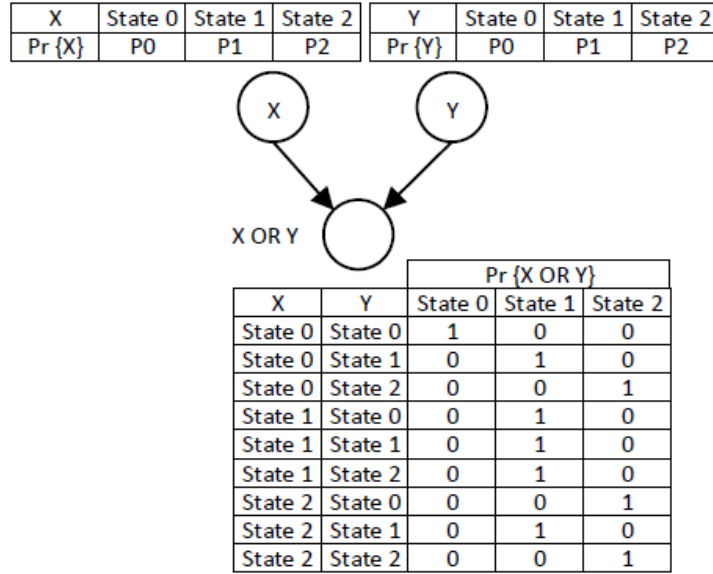 X State 0 State 1 State 2 Y State 0 State 1 State 2
Pr {X} P0 P1 P2 Pr {Y} P0 P1 P2
X Y
X OR Y
Pr {X OR Y}
X Y State 0 State 1 State 2
State 0 State 0 1 0 0
State 0 State 1 0 1 0
State 0 State 2 0 0 1
State 1 State 0 0 1 0
State 1 State 1 0 1 0
State 1 State 2 0 1 0
State 2 State 0 0 0 1
State 2 State 1 0 1 0
State 2 State 2 0 0 1